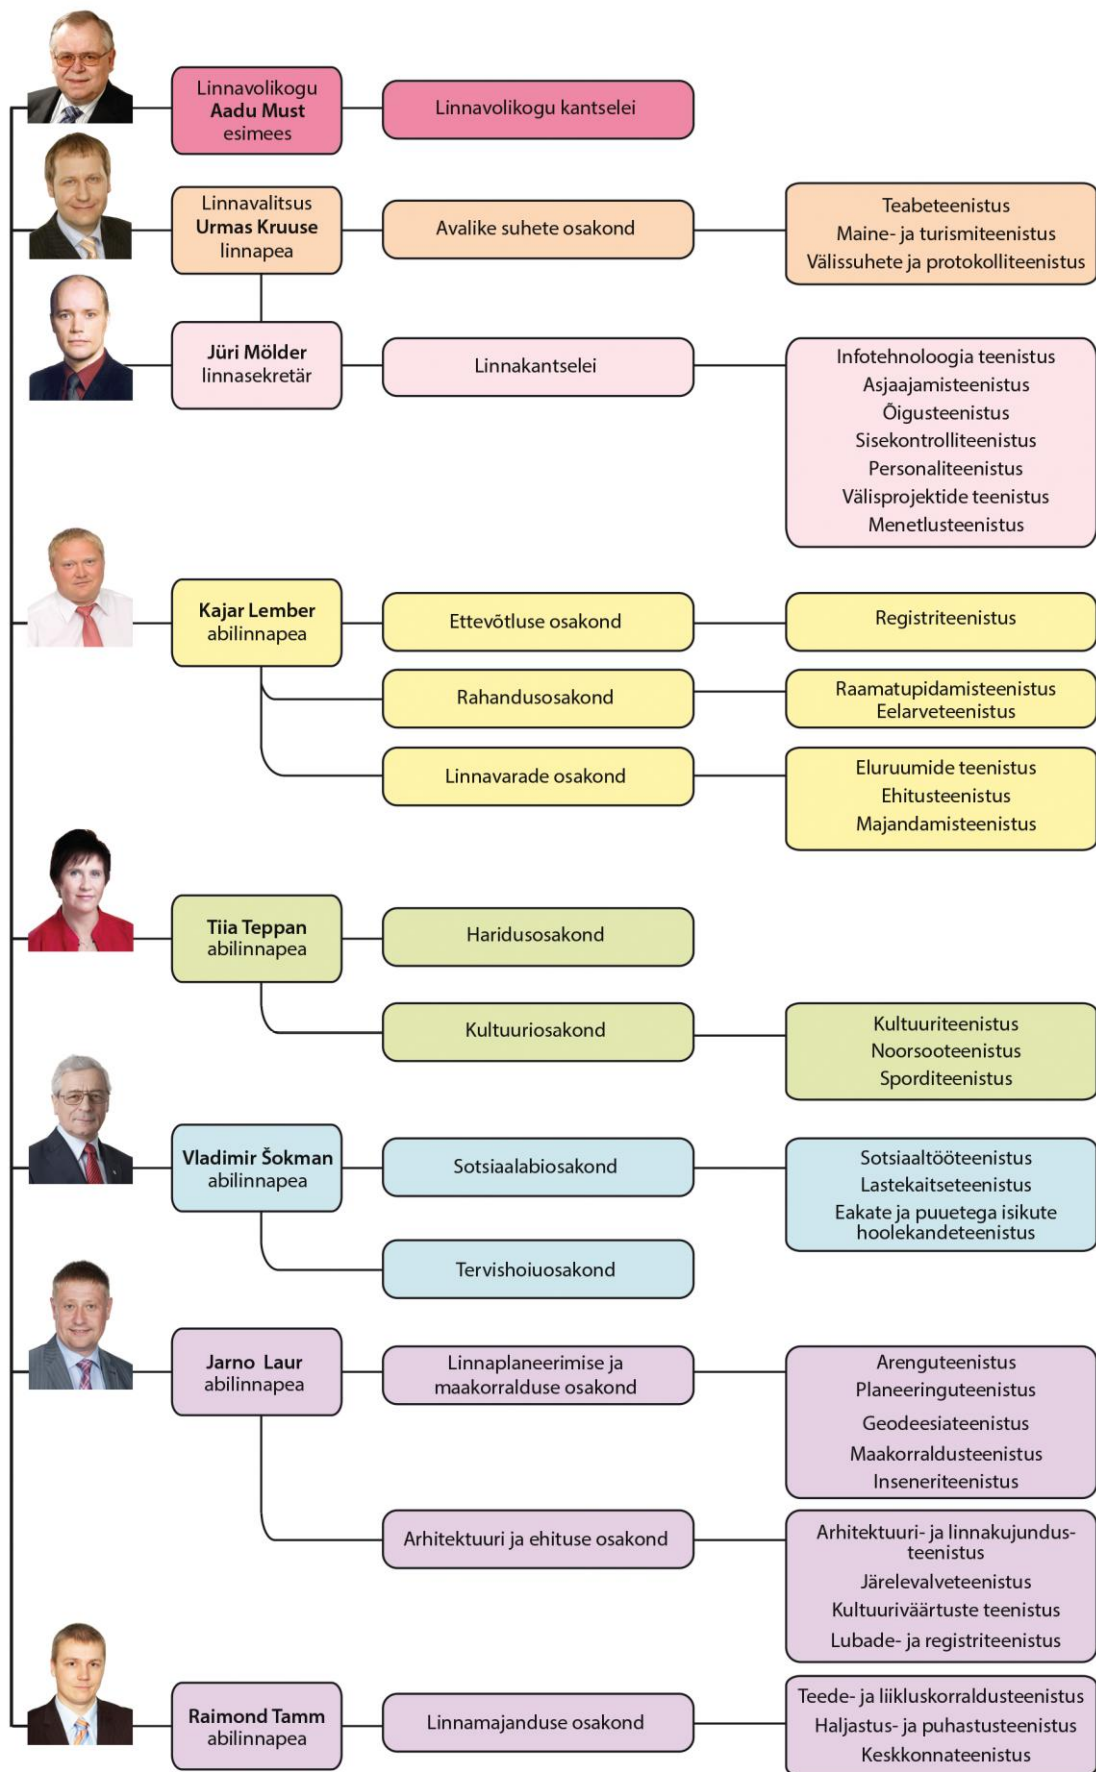 Linnavolikogu
Aadu Must
esimees
Linnavolikogu kantselei
Linnavalitsus
Urmas Kruuse
linnapea
Avalike suhete osakond
Teabeteenistus
Maine- ja turismiteenistus
Välissuhete ja protokolliteenistus
Jüri Mölder
linnasekretär
Linnakantselei
Infotehnoloogia teenistus
Asjaajamisteenistus
Õigusteenistus
Sisekontrolliteenistus
Personaliteenistus
Välisprojektide teenistus
Menetlusteenistus
Kajar Lember
abilinnapea
Ettevõtluse osakond
Registriteenistus
Rahandusosakond
Raamatupidamisteenistus
Eelarveteenistus
Linnavarade osakond
Eluruumide teenistus
Ehitusteenistus
Majandamisteenistus
Tiia Teppan
abilinnapea
Haridusosakond
Kultuuriosakond
Kultuuriteenistus
Noorsooteenistus
Sporditeenistus
Vladimir Šokman
abilinnapea
Sotsiaalabiosakond
Sotsiaaltööteenistus
Lastekaitseteenistus
Eakate ja puuetega isikute
hoolekandeteenistus
Tervishoiuosakond
Jarno Laur
abilinnapea
Linnaplaneerimise ja
maakorralduse osakond
Arenguteenistus
Planeeringuteenistus
Geodeesiateenistus
Maakorraldusteenistus
Inseneriteenistus
Arhitektuuri ja ehituse osakond
Arhitektuuri- ja linnakujundus-
teenistus
Järelevalveteenistus
Kultuuriväärtuste teenistus
Lubade- ja registriteenistus
Raimond Tamm
abilinnapea
Linnamajanduse osakond
Teede- ja liikluskorraldusteenistus
Haljastus- ja puhastusteenistus
Keskkonnateenistus